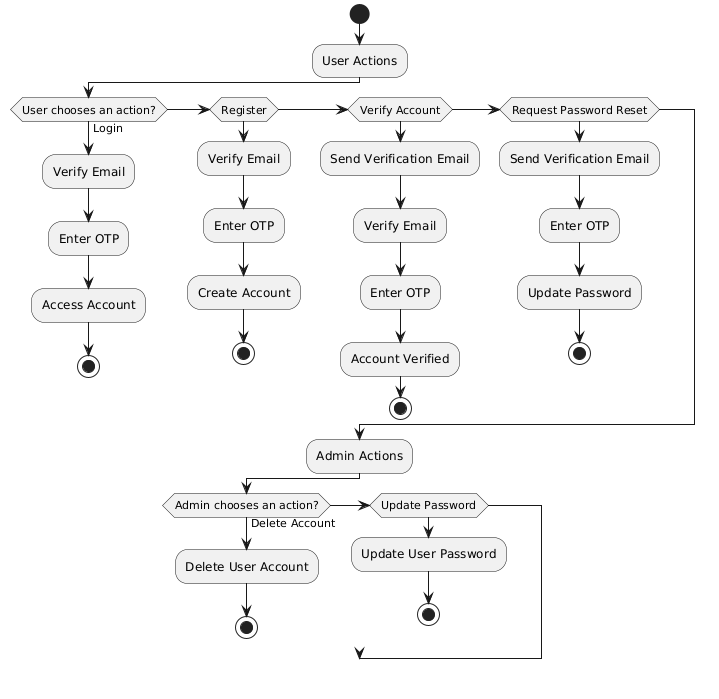 User Actions
User chooses an action?
Register
Verify Account
Request Password Reset
Login
Verify Email
Verify Email
Send Verification Email
Send Verification Email
Enter OTP
Enter OTP
Verify Email
Enter OTP
Access Account
Create Account
Enter OTP
Update Password
Account Verified
Admin Actions
Admin chooses an action?
Update Password
Delete Account
Delete User Account
Update User Password